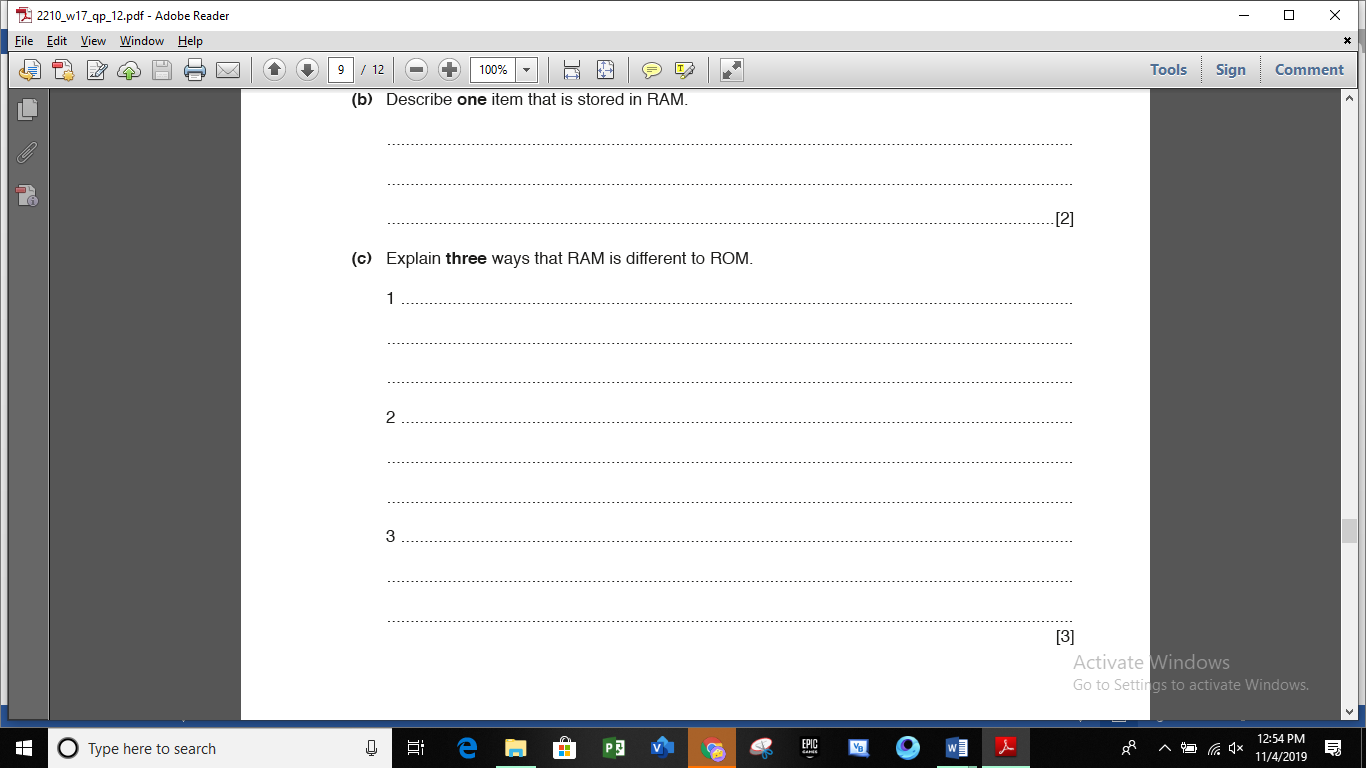 2210_w17_qp_12.pdf - Adobe Reader
File Edit View Window Help
9 / 12 100% Tools Sign Comment
(b) Describe one item that is stored in RAM.
[2]
(c) Explain three ways that RAM is different to ROM.
1
2
3
[3]
Activate Windows
Go to Settings to activate Windows.
Type here to search
12:54 PM
11/4/2019